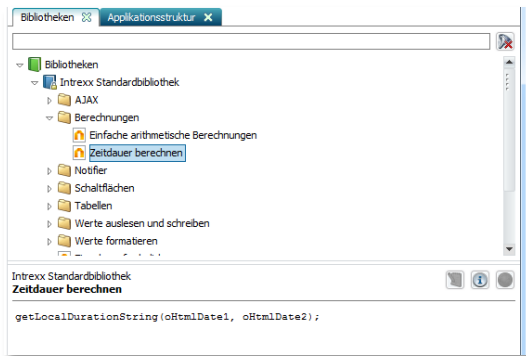 Bibliotheken Applikationsstruktur
Bibliotheken
Intrexx Standardbibliothek
AJAX
Berechnungen
Einfache arithmetische Berechnungen
Zeitdauer berechnen
Notifier
Schaltflächen
Tabellen
Werte auslesen und schreiben
Werte formatieren
Intrexx Standardbibliothek
Zeitdauer berechnen
getLocalDurationString(oHtmlDate1, oHtmlDate2);